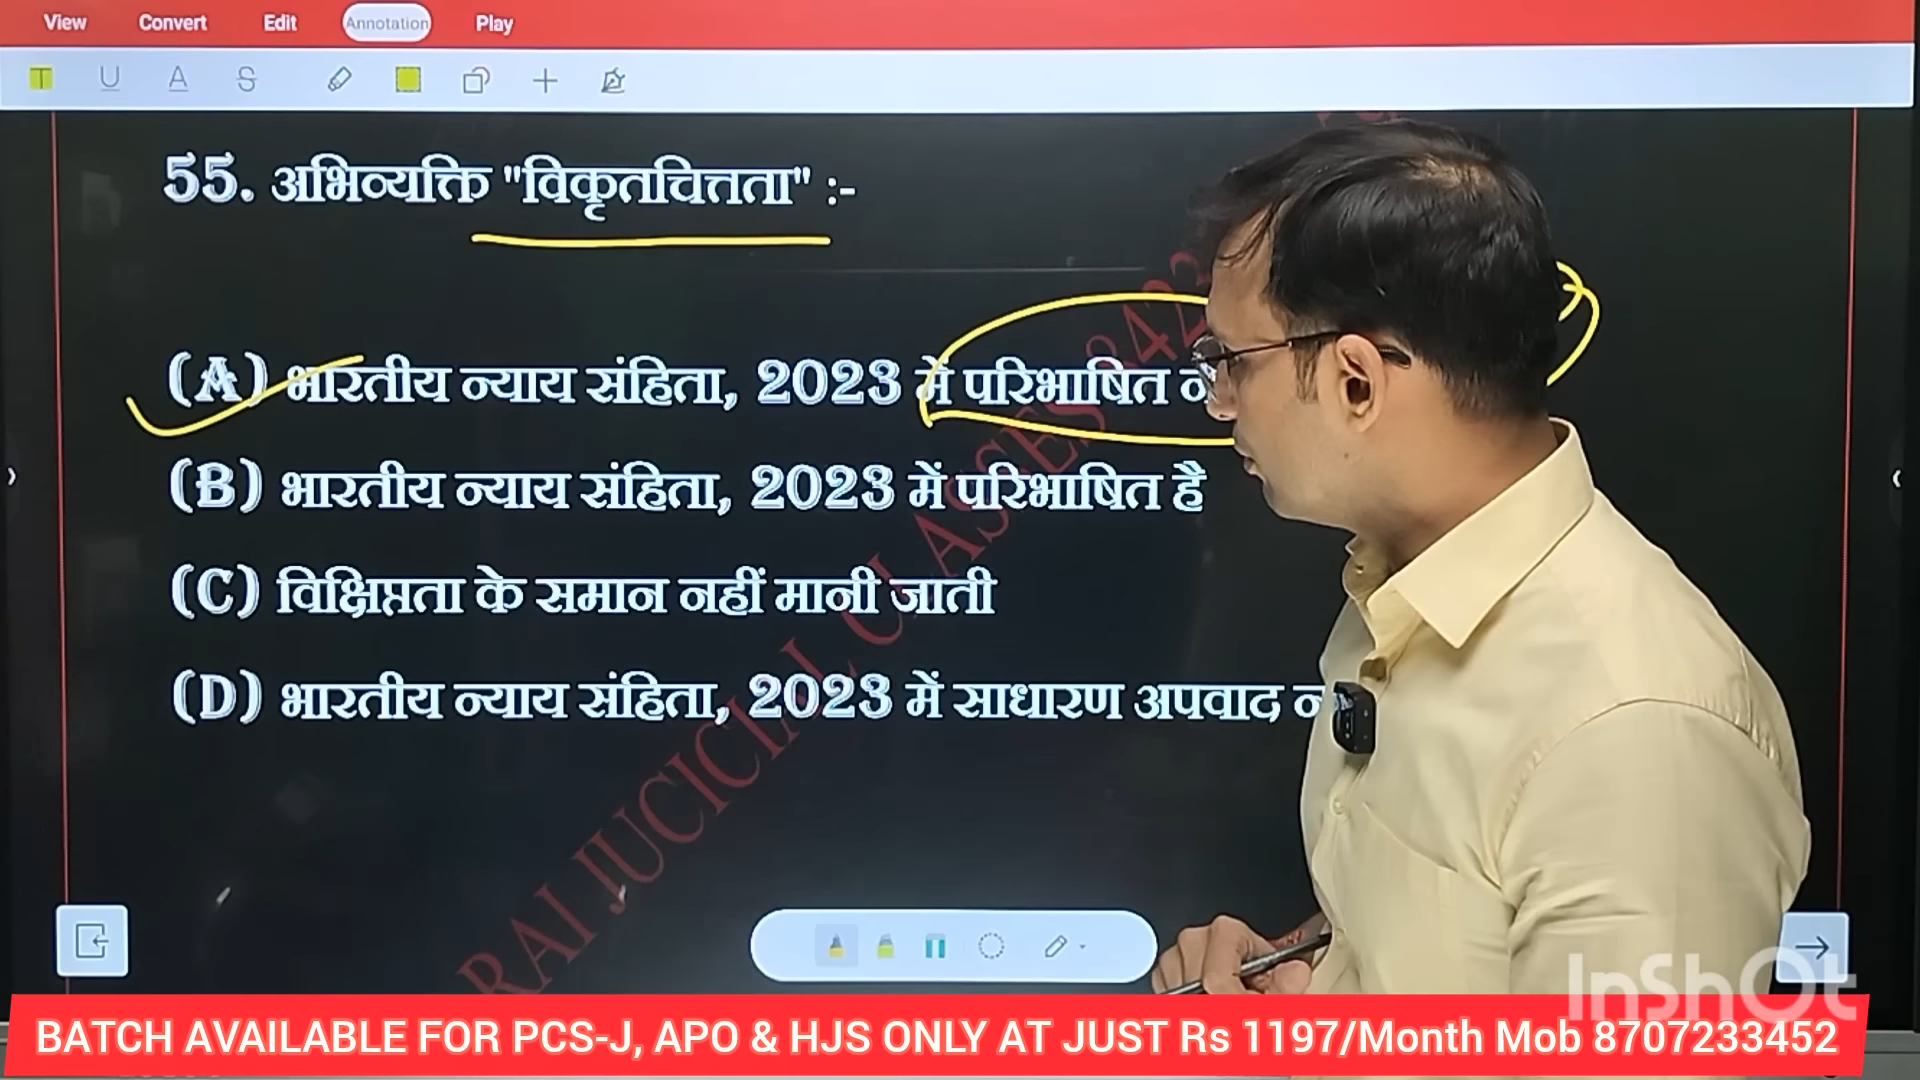 View Convert Edit Annotation Play
T U A S
55. अभिव्यक्ति "विकृतचित्तता" :-
(A) भारतीय न्याय संहिता, 2023 में परिभाषित
(B) भारतीय न्याय संहिता, 2023 में परिभाषित है
(C) विक्षिप्तता के समान नहीं मानी जाती
(D) भारतीय न्याय संहिता, 2023 में साधारण अपवाद
RAI JUCICIAL CLASSES 842
InShOt
BATCH AVAILABLE FOR PCS-J, APO & HJS ONLY AT JUST Rs 1197/Month Mob 8707233452